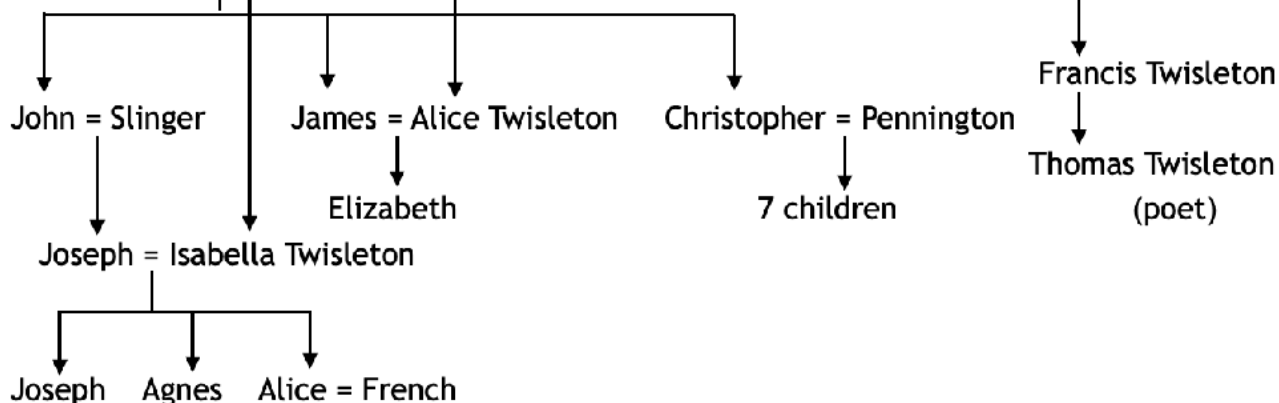 Francis Twisleton
John = Slinger
James = Alice Twisleton
Christopher = Pennington
Thomas Twisleton
(poet)
Elizabeth
7 children
Joseph = Isabella Twisleton
Joseph
Agnes
Alice = French